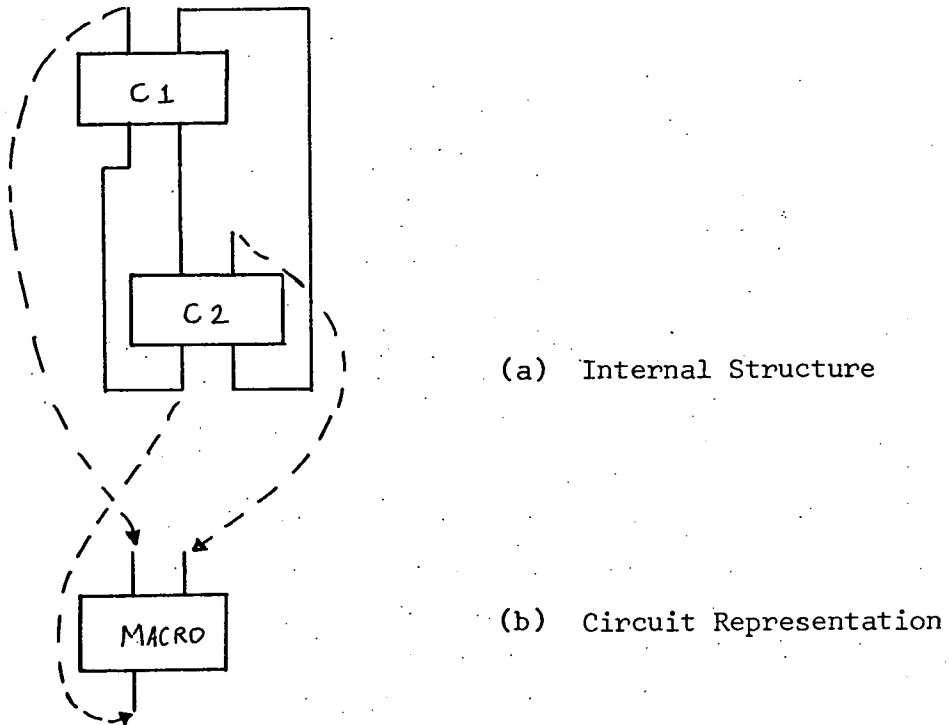 C1
C2
(a) Internal Structure
MACRO
(b) Circuit Representation